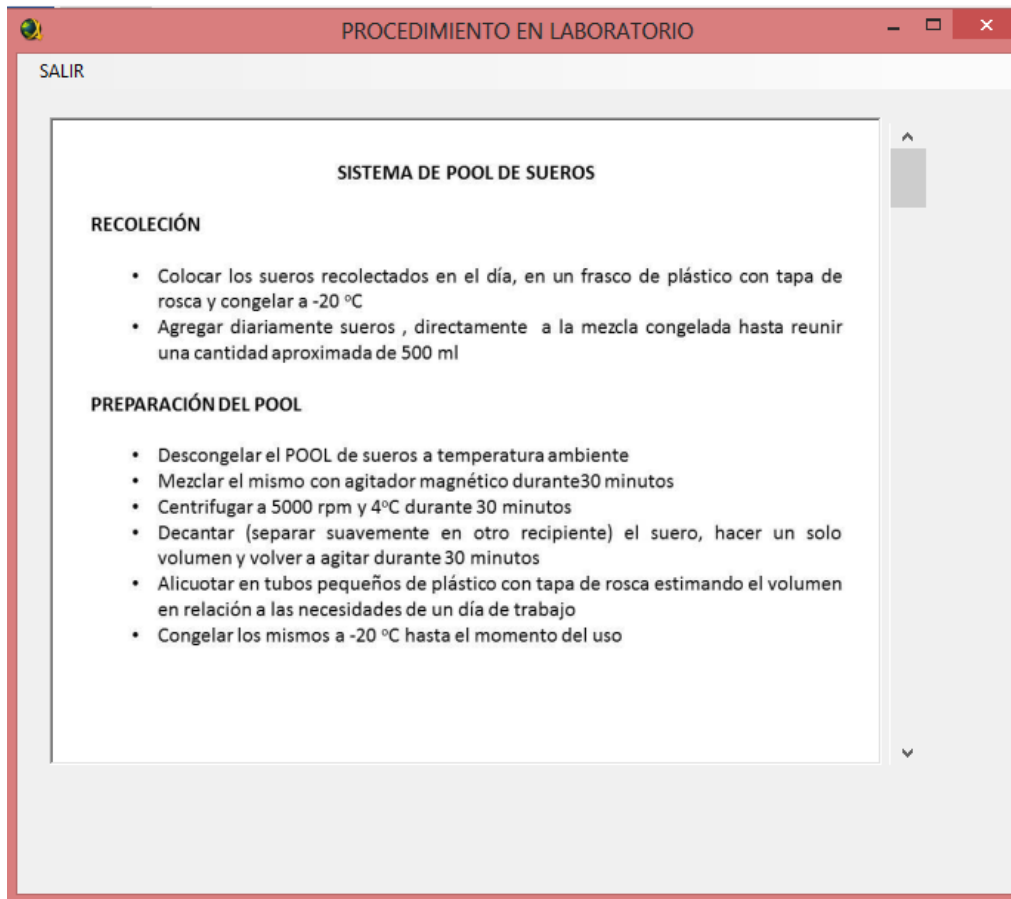 PROCEDIMIENTO EN LABORATORIO
SALIR
SISTEMA DE POOL DE SUEROS
RECOLECIÓN
• Colocar los sueros recolectados en el día, en un frasco de plástico con tapa de
rosca y congelar a -20 ºC
• Agregar diariamente sueros , directamente a la mezcla congelada hasta reunir
una cantidad aproximada de 500 ml
PREPARACIÓN DEL POOL
• Descongelar el POOL de sueros a temperatura ambiente
• Mezclar el mismo con agitador magnético durante30 minutos
• Centrifugar a 5000 rpm y 4ºC durante 30 minutos
• Decantar (separar suavemente en otro recipiente) el suero, hacer un solo
volumen y volver a agitar durante 30 minutos
• Alicuotar en tubos pequeños de plástico con tapa de rosca estimando el volumen
en relación a las necesidades de un día de trabajo
• Congelar los mismos a -20 ºC hasta el momento del uso